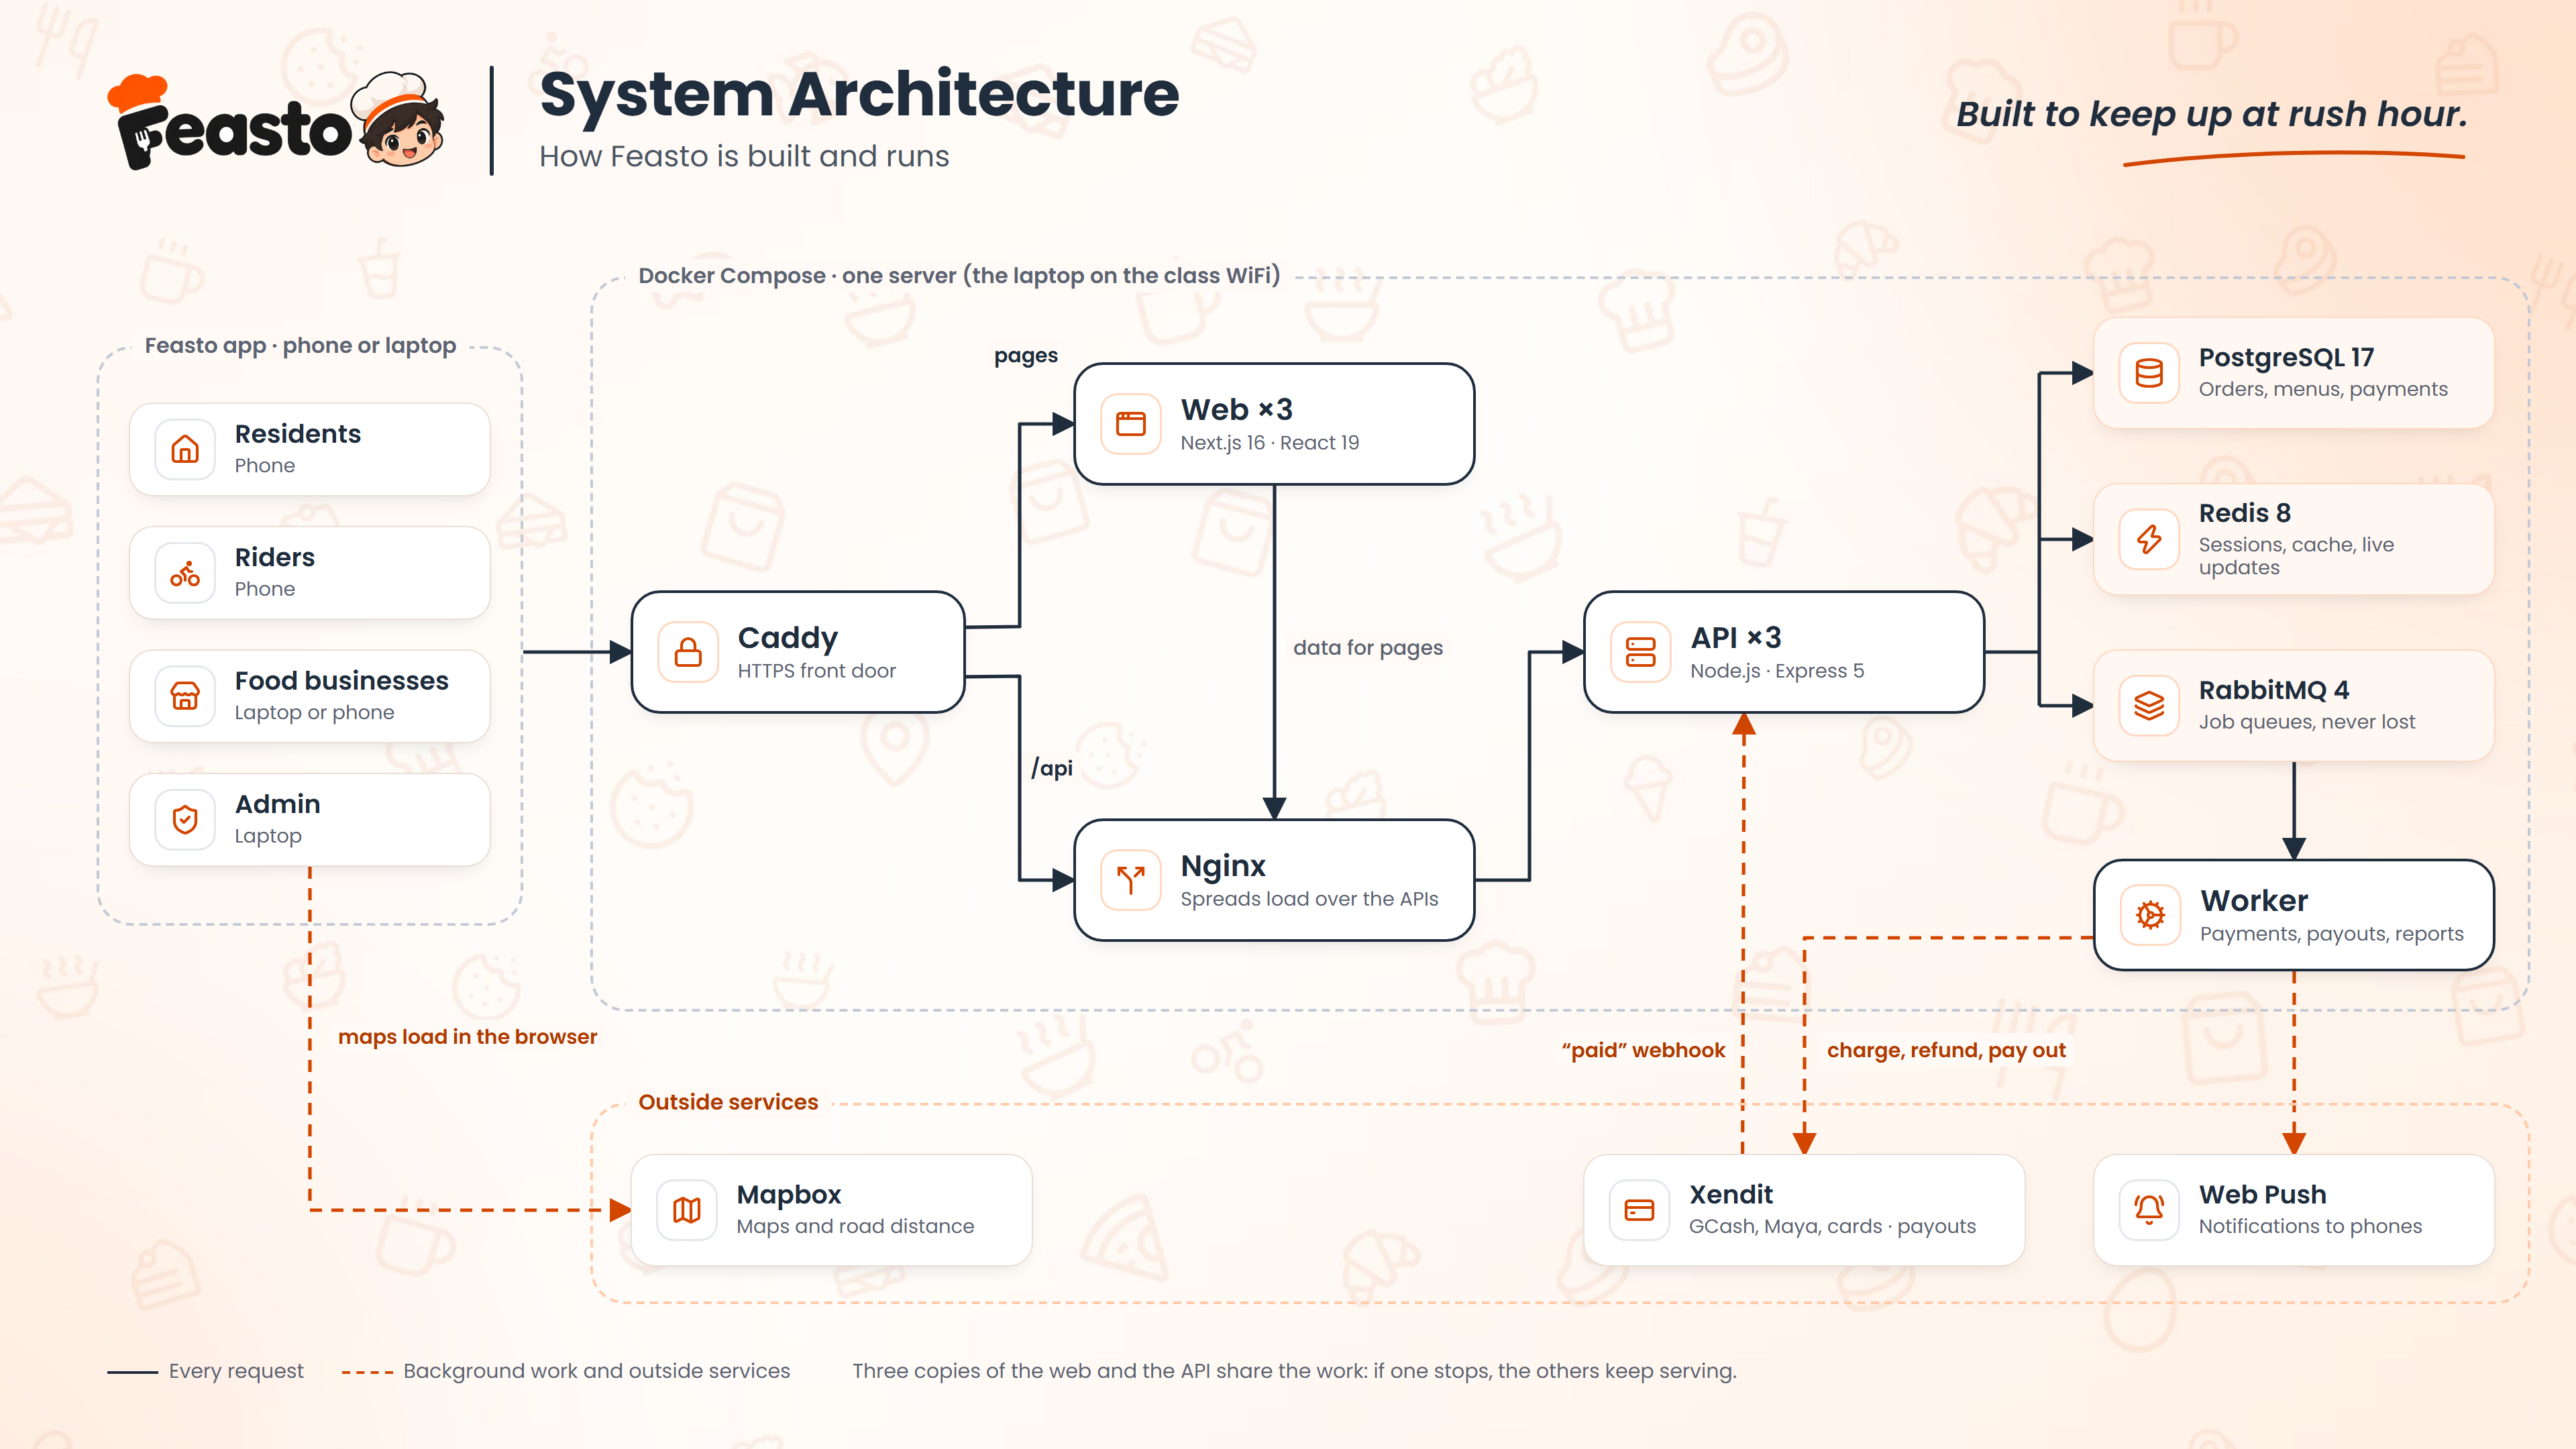 Feasto
System Architecture
How Feasto is built and runs
Built to keep up at rush hour.
Feasto app · phone or laptop
Residents
Phone
Riders
Phone
Food businesses
Laptop or phone
Admin
Laptop
Docker Compose · one server (the laptop on the class WiFi)
Caddy
HTTPS front door
pages
/api
Web ×3
Next.js 16 · React 19
data for pages
Nginx
Spreads load over the APIs
API ×3
Node.js · Express 5
PostgreSQL 17
Orders, menus, payments
Redis 8
Sessions, cache, live
updates
RabbitMQ 4
Job queues, never lost
Worker
Payments, payouts, reports
maps load in the browser
“paid” webhook
charge, refund, pay out
Outside services
Mapbox
Maps and road distance
Xendit
GCash, Maya, cards · payouts
Web Push
Notifications to phones
Every request
Background work and outside services
Three copies of the web and the API share the work: if one stops, the others keep serving.